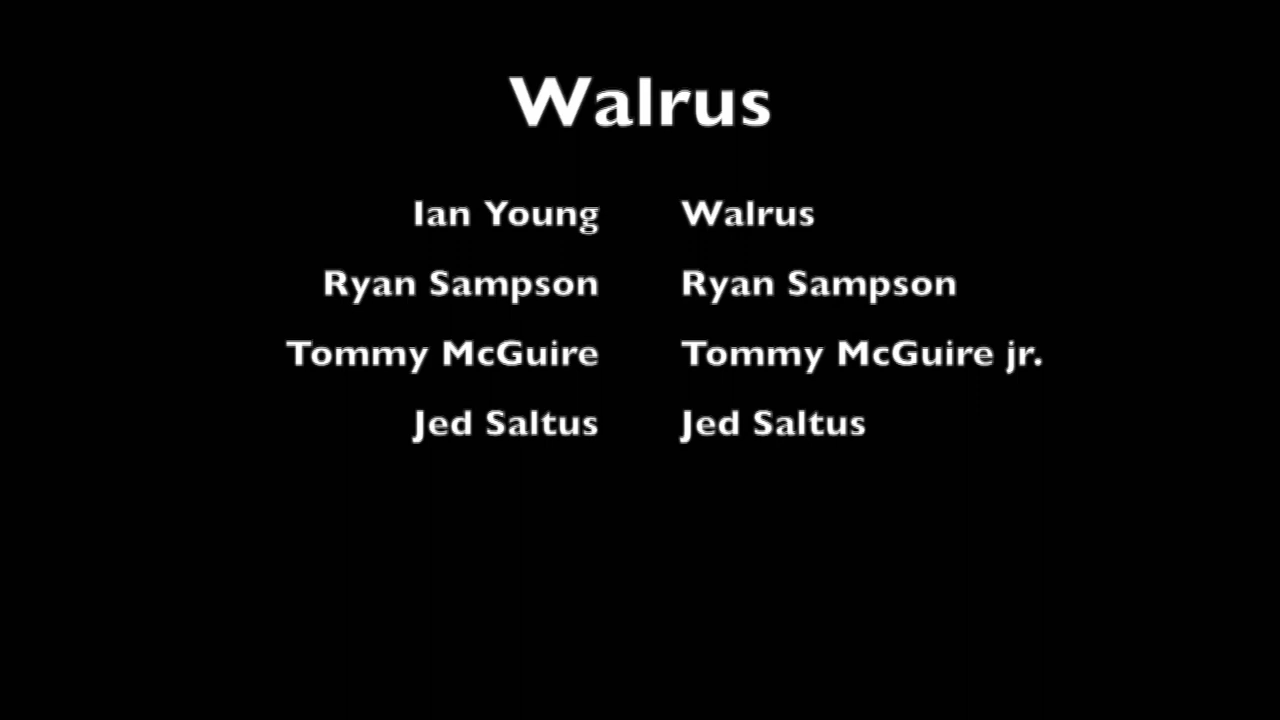 Walrus
Ian Young Walrus
Ryan Sampson Ryan Sampson
Tommy McGuire Tommy McGuire jr.
Jed Saltus Jed Saltus